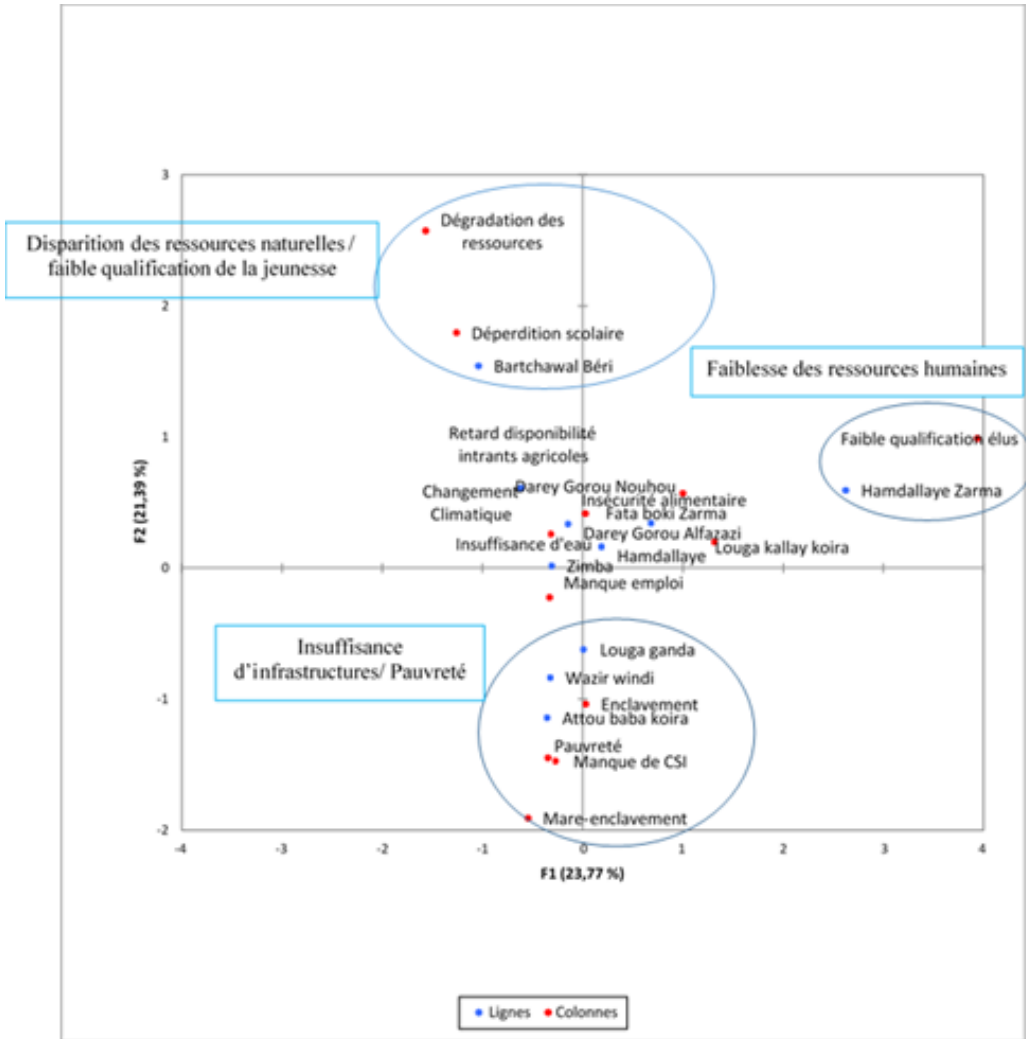 3
Dégradation des
ressources
Disparition des ressources naturelles /
faible qualification de la jeunesse
2
Déperdition scolaire
Bartchawal Béri
Faiblesse des ressources humaines
1
Retard disponibilité
intrants agricoles
Faible qualification élus
Darey Gorou Nouhou
Hamdallaye Zarma
Changement
Insécurité alimentaire
Climatique
Fata boki Zarma
Darey Gorou Alfazazi
Insuffisance d'eau
Hamdallaye
Louga kallay koira
0
Zimba
Manque emploi
F2 (21,39 %)
Insuffisance
d’infrastructures/ Pauvreté
Louga ganda
Wazir windi
-1
Enclavement
Attou baba koira
Pauvreté
Manque de CSI
Mare-enclavement
-2
-4 -3 -2 -1 0 1 2 3 4
F1 (23,77 %)
Lignes Colonnes